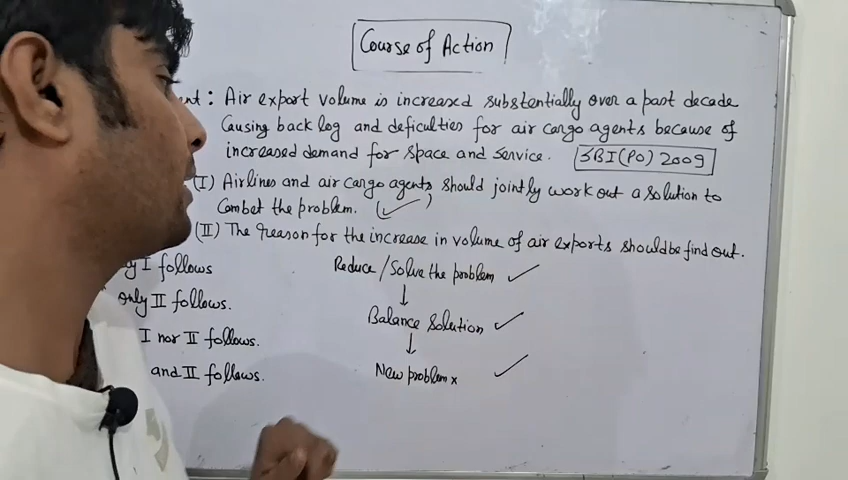 Course of Action
nt : Air export volume is increased substantially over a past decade
Causing back log and deficulties for air cargo agents because of
increased demand for space and service. SBI(PO) 2009
(I) Airlines and air cargo agents should jointly work out a solution to
Combet the problem. (✓)
(II) The reason for the increase in volume of air exports should be find out.
y I follows
only II follows.
I nor II follows.
and II follows.
Reduce/Solve the problem ✓
↓
Balance Solution ✓
↓
New problem x ✓